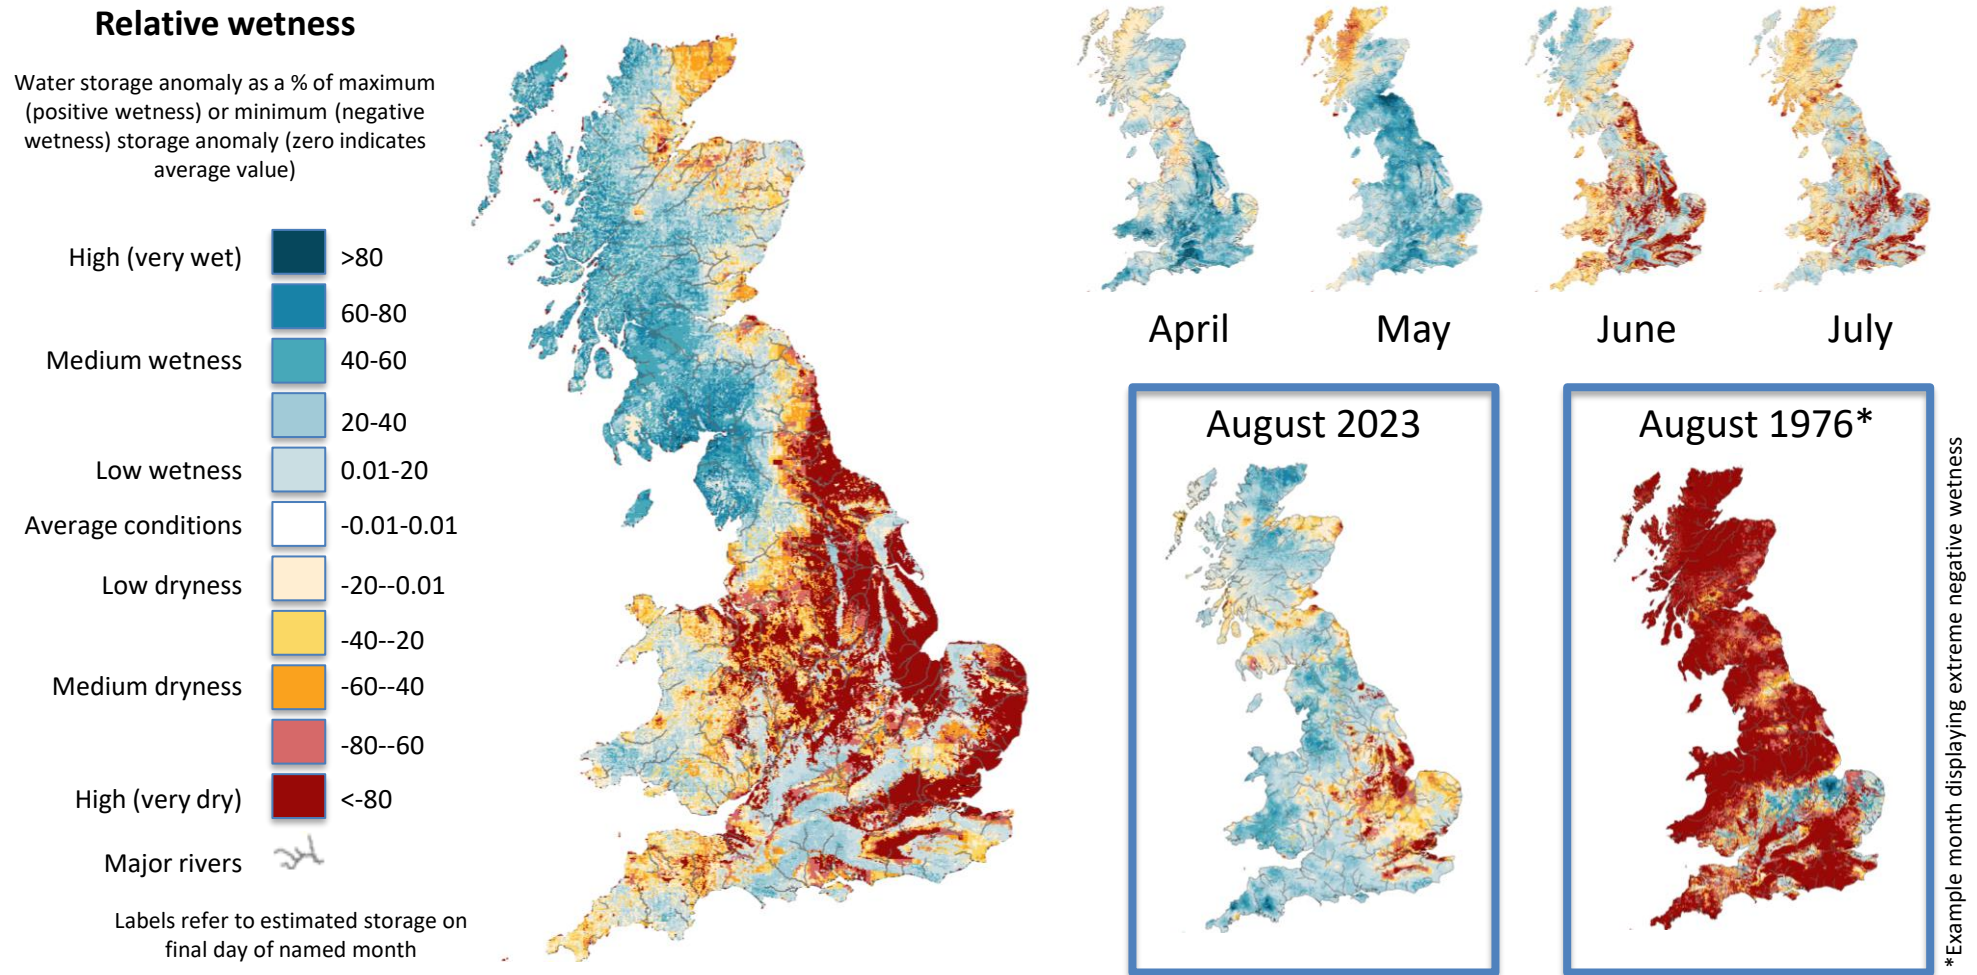 Relative wetness
Water storage anomaly as a % of maximum
(positive wetness) or minimum (negative
wetness) storage anomaly (zero indicates
average value)
High (very wet) >80
60-80
Medium wetness 40-60
20-40
Low wetness 0.01-20
Average conditions -0.01-0.01
Low dryness -20--0.01
-40--20
Medium dryness -60--40
-80--60
High (very dry) <-80
Major rivers
Labels refer to estimated storage on
final day of named month
April May June July
August 2023
August 1976*
*Example month displaying extreme negative wetness